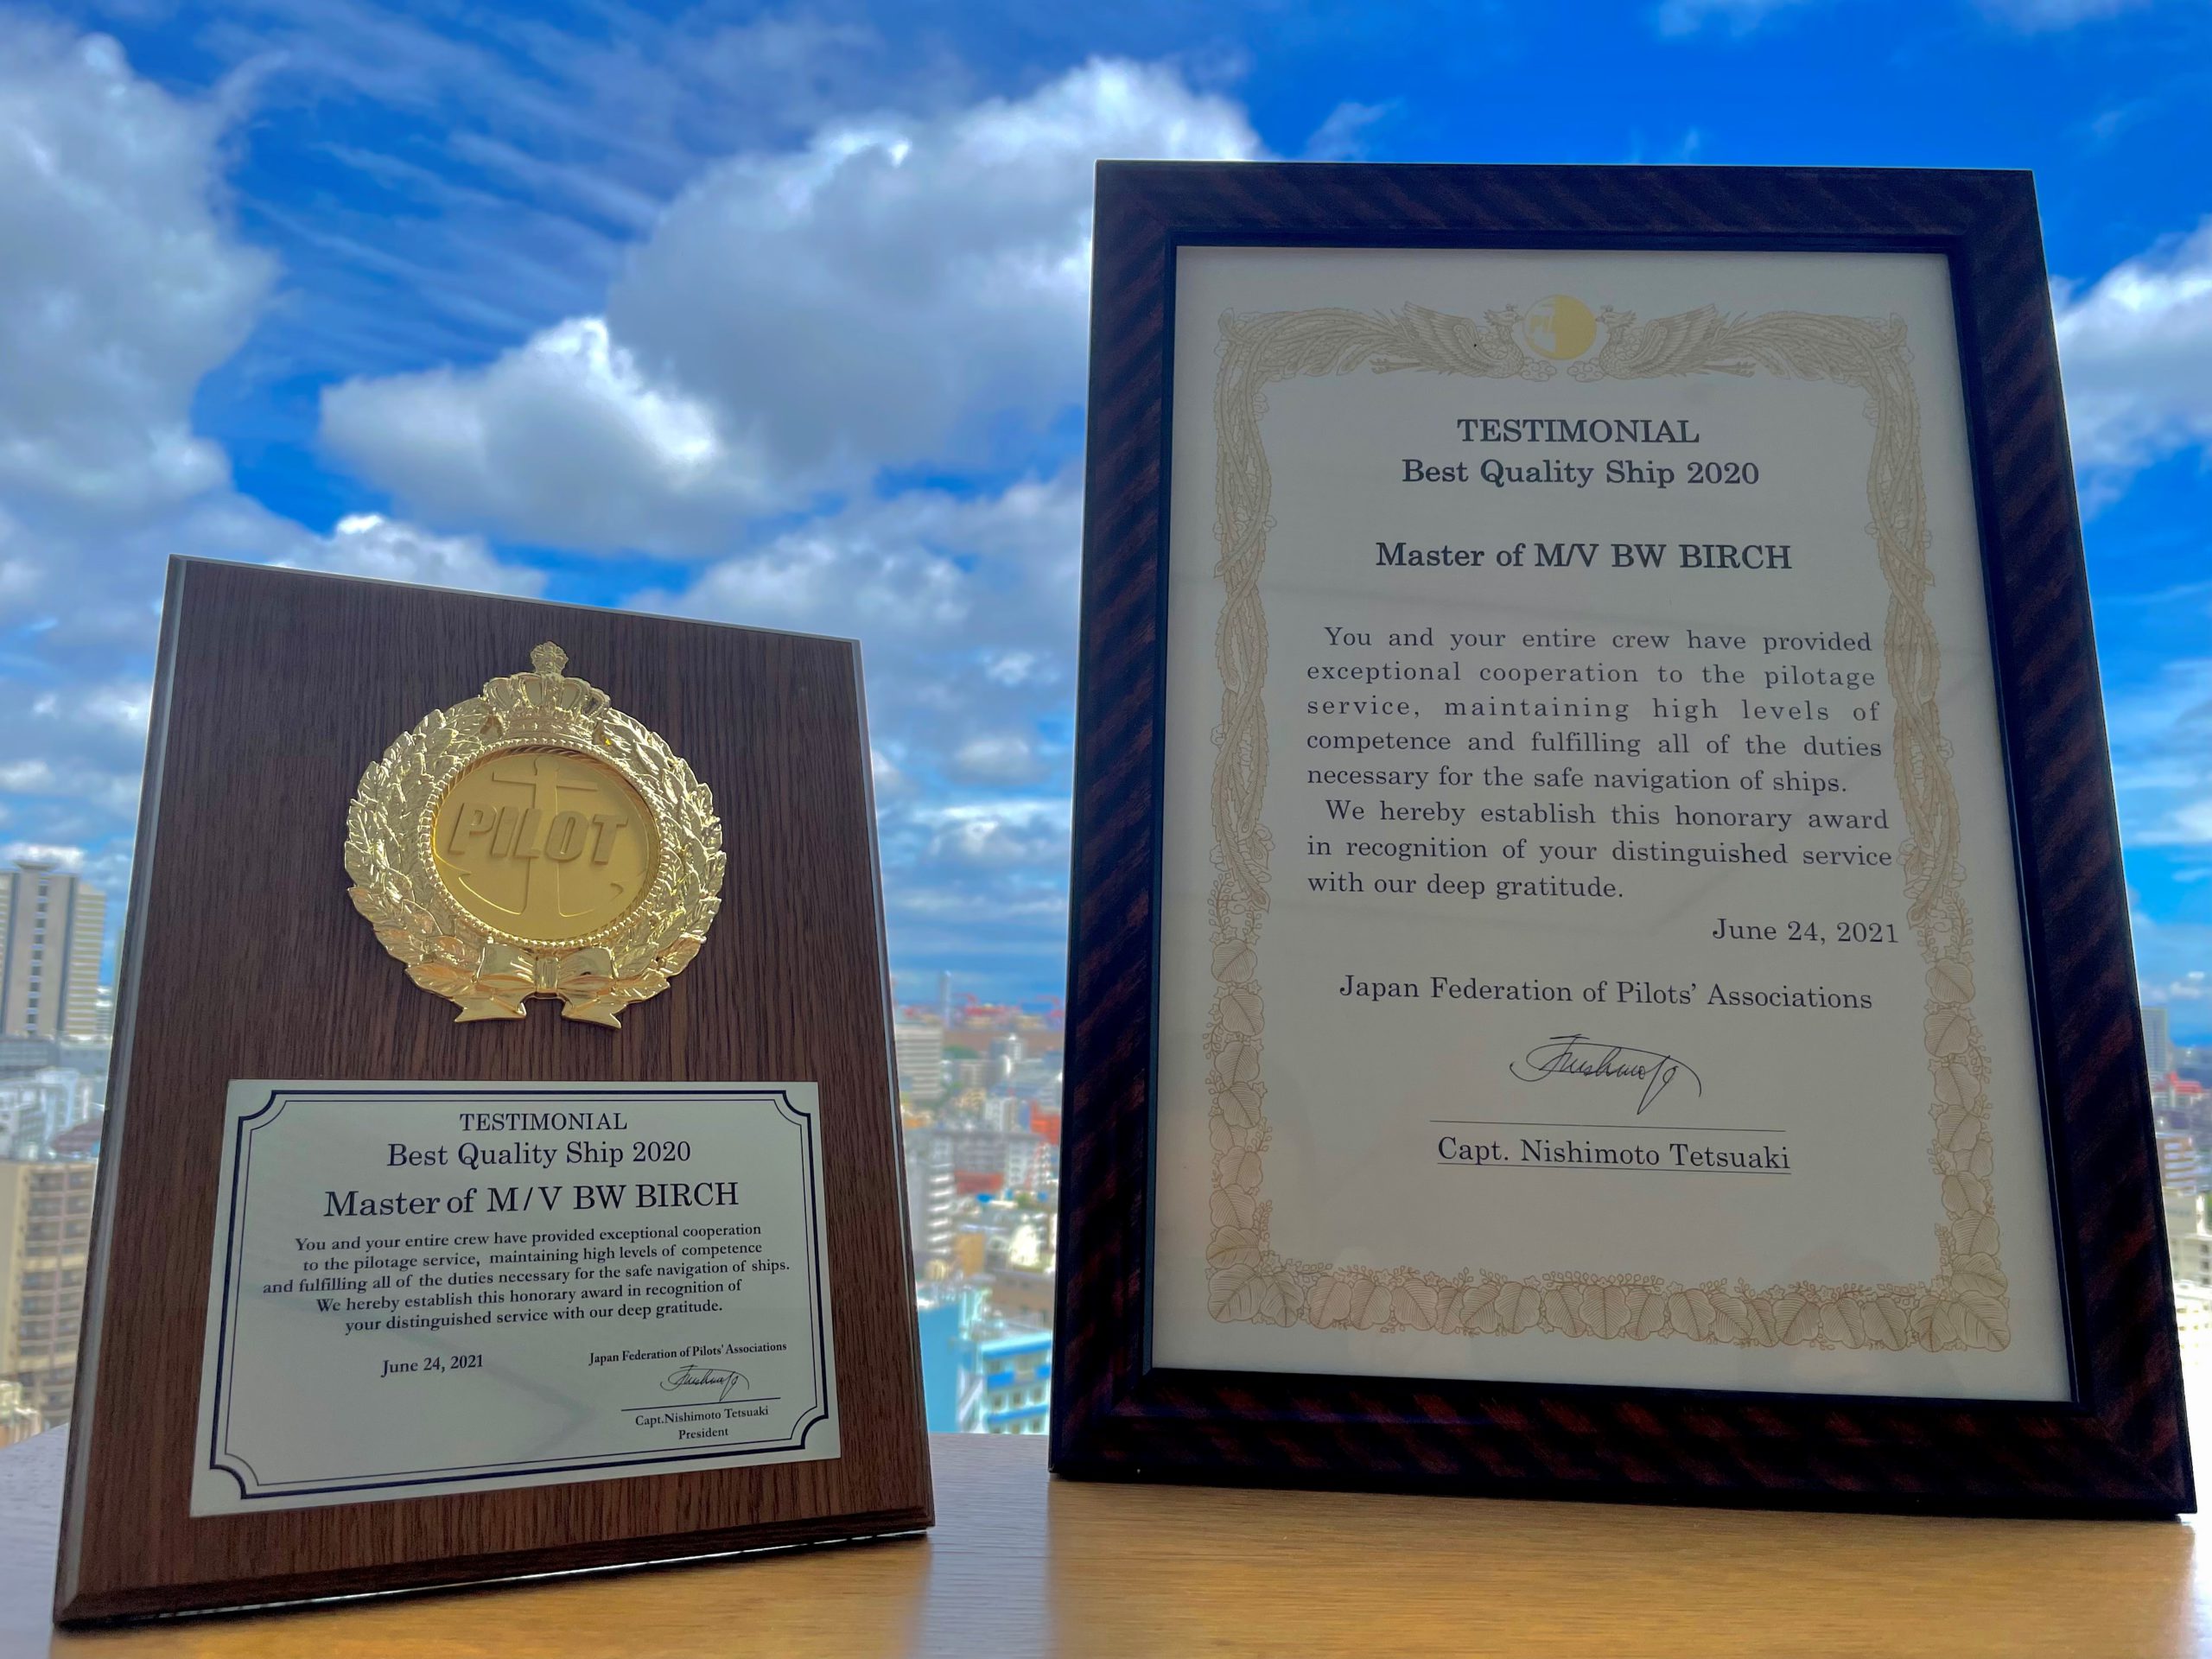 PILOT
TESTIMONIAL
Best Quality Ship 2020
Master of M/V BW BIRCH
You and your entire crew have provided exceptional cooperation
to the pilotage service, maintaining high levels of competence
and fulfilling all of the duties necessary for the safe navigation of ships.
We hereby establish this honorary award in recognition of
your distinguished service with our deep gratitude.
June 24, 2021
Japan Federation of Pilots' Associations
Capt.Nishimoto Tetsuaki
President
TESTIMONIAL
Best Quality Ship 2020
Master of M/V BW BIRCH
You and your entire crew have provided
exceptional cooperation to the pilotage
service, maintaining high levels of
competence and fulfilling all of the duties
necessary for the safe navigation of ships.
We hereby establish this honorary award
in recognition of your distinguished service
with our deep gratitude.
June 24, 2021
Japan Federation of Pilots' Associations
Capt. Nishimoto Tetsuaki